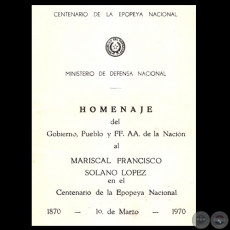 CENTENARIO DE LA EPOPEYA NACIONAL
MINISTERIO DE DEFENSA NACIONAL
HOMENAJE
del
Gobierno, Pueblo y FF. AA. de la Nación
al
MARISCAL FRANCISCO
SOLANO LOPEZ
en el
Centenario de la Epopeya Nacional
1870 — 1o. de Marzo — 1970